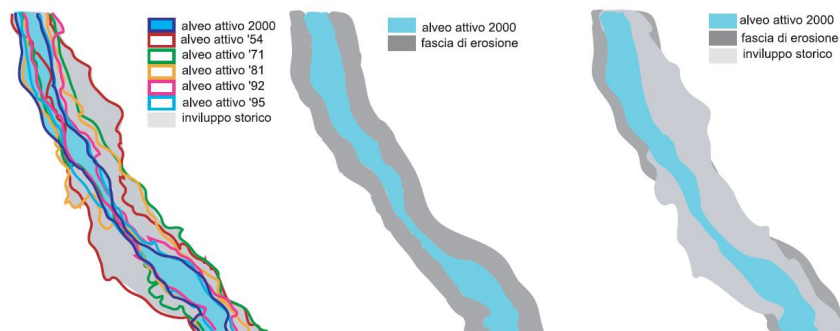 alveo attivo 2000
alveo attivo '54
alveo attivo '71
alveo attivo '81
alveo attivo '92
alveo attivo '95
inviluppo storico
alveo attivo 2000
fascia di erosione
alveo attivo 2000
fascia di erosione
inviluppo storico